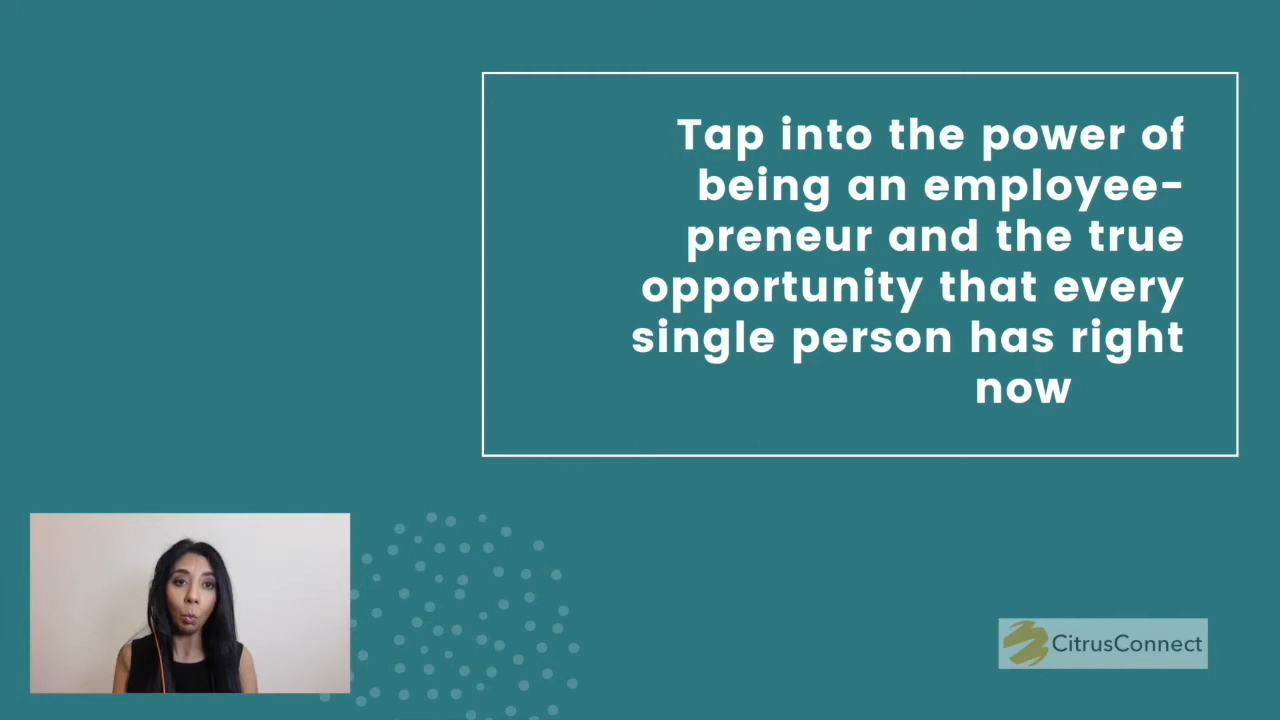 Tap into the power of
being an employee-
preneur and the true
opportunity that every
single person has right
now
CitrusConnect